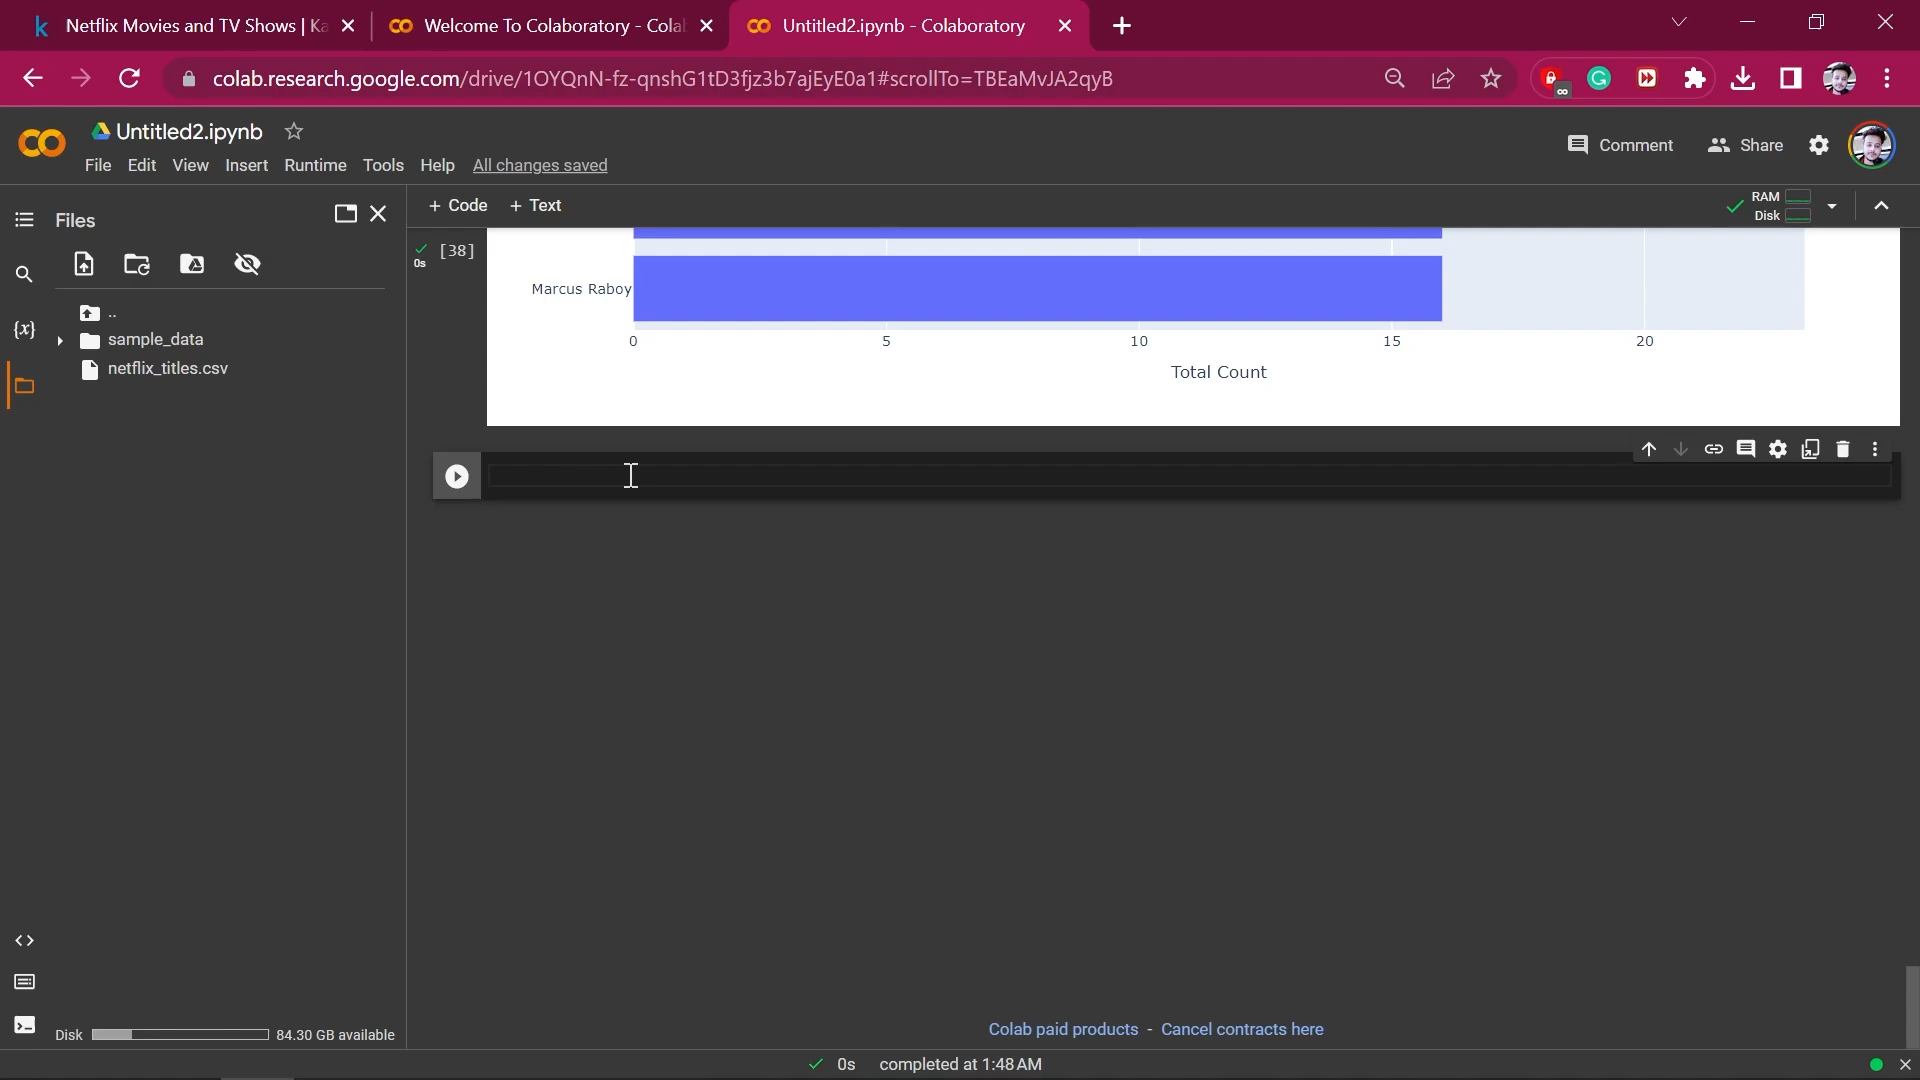 Netflix Movies and TV Shows | Ka
Welcome To Colaboratory - Colab
Untitled2.ipynb - Colaboratory
colab.research.google.com/drive/1OYQnN-fz-qnshG1tD3fjz3b7ajEyE0a1#scrollTo=TBEaMvJA2qyB
Untitled2.ipynb
File Edit View Insert Runtime Tools Help All changes saved
Comment Share
Files
+ Code + Text
RAM
Disk
..
sample_data
netflix_titles.csv
[38]
0s
Marcus Raboy
0 5 10 15 20
Total Count
Disk 84.30 GB available
Colab paid products - Cancel contracts here
0s completed at 1:48 AM